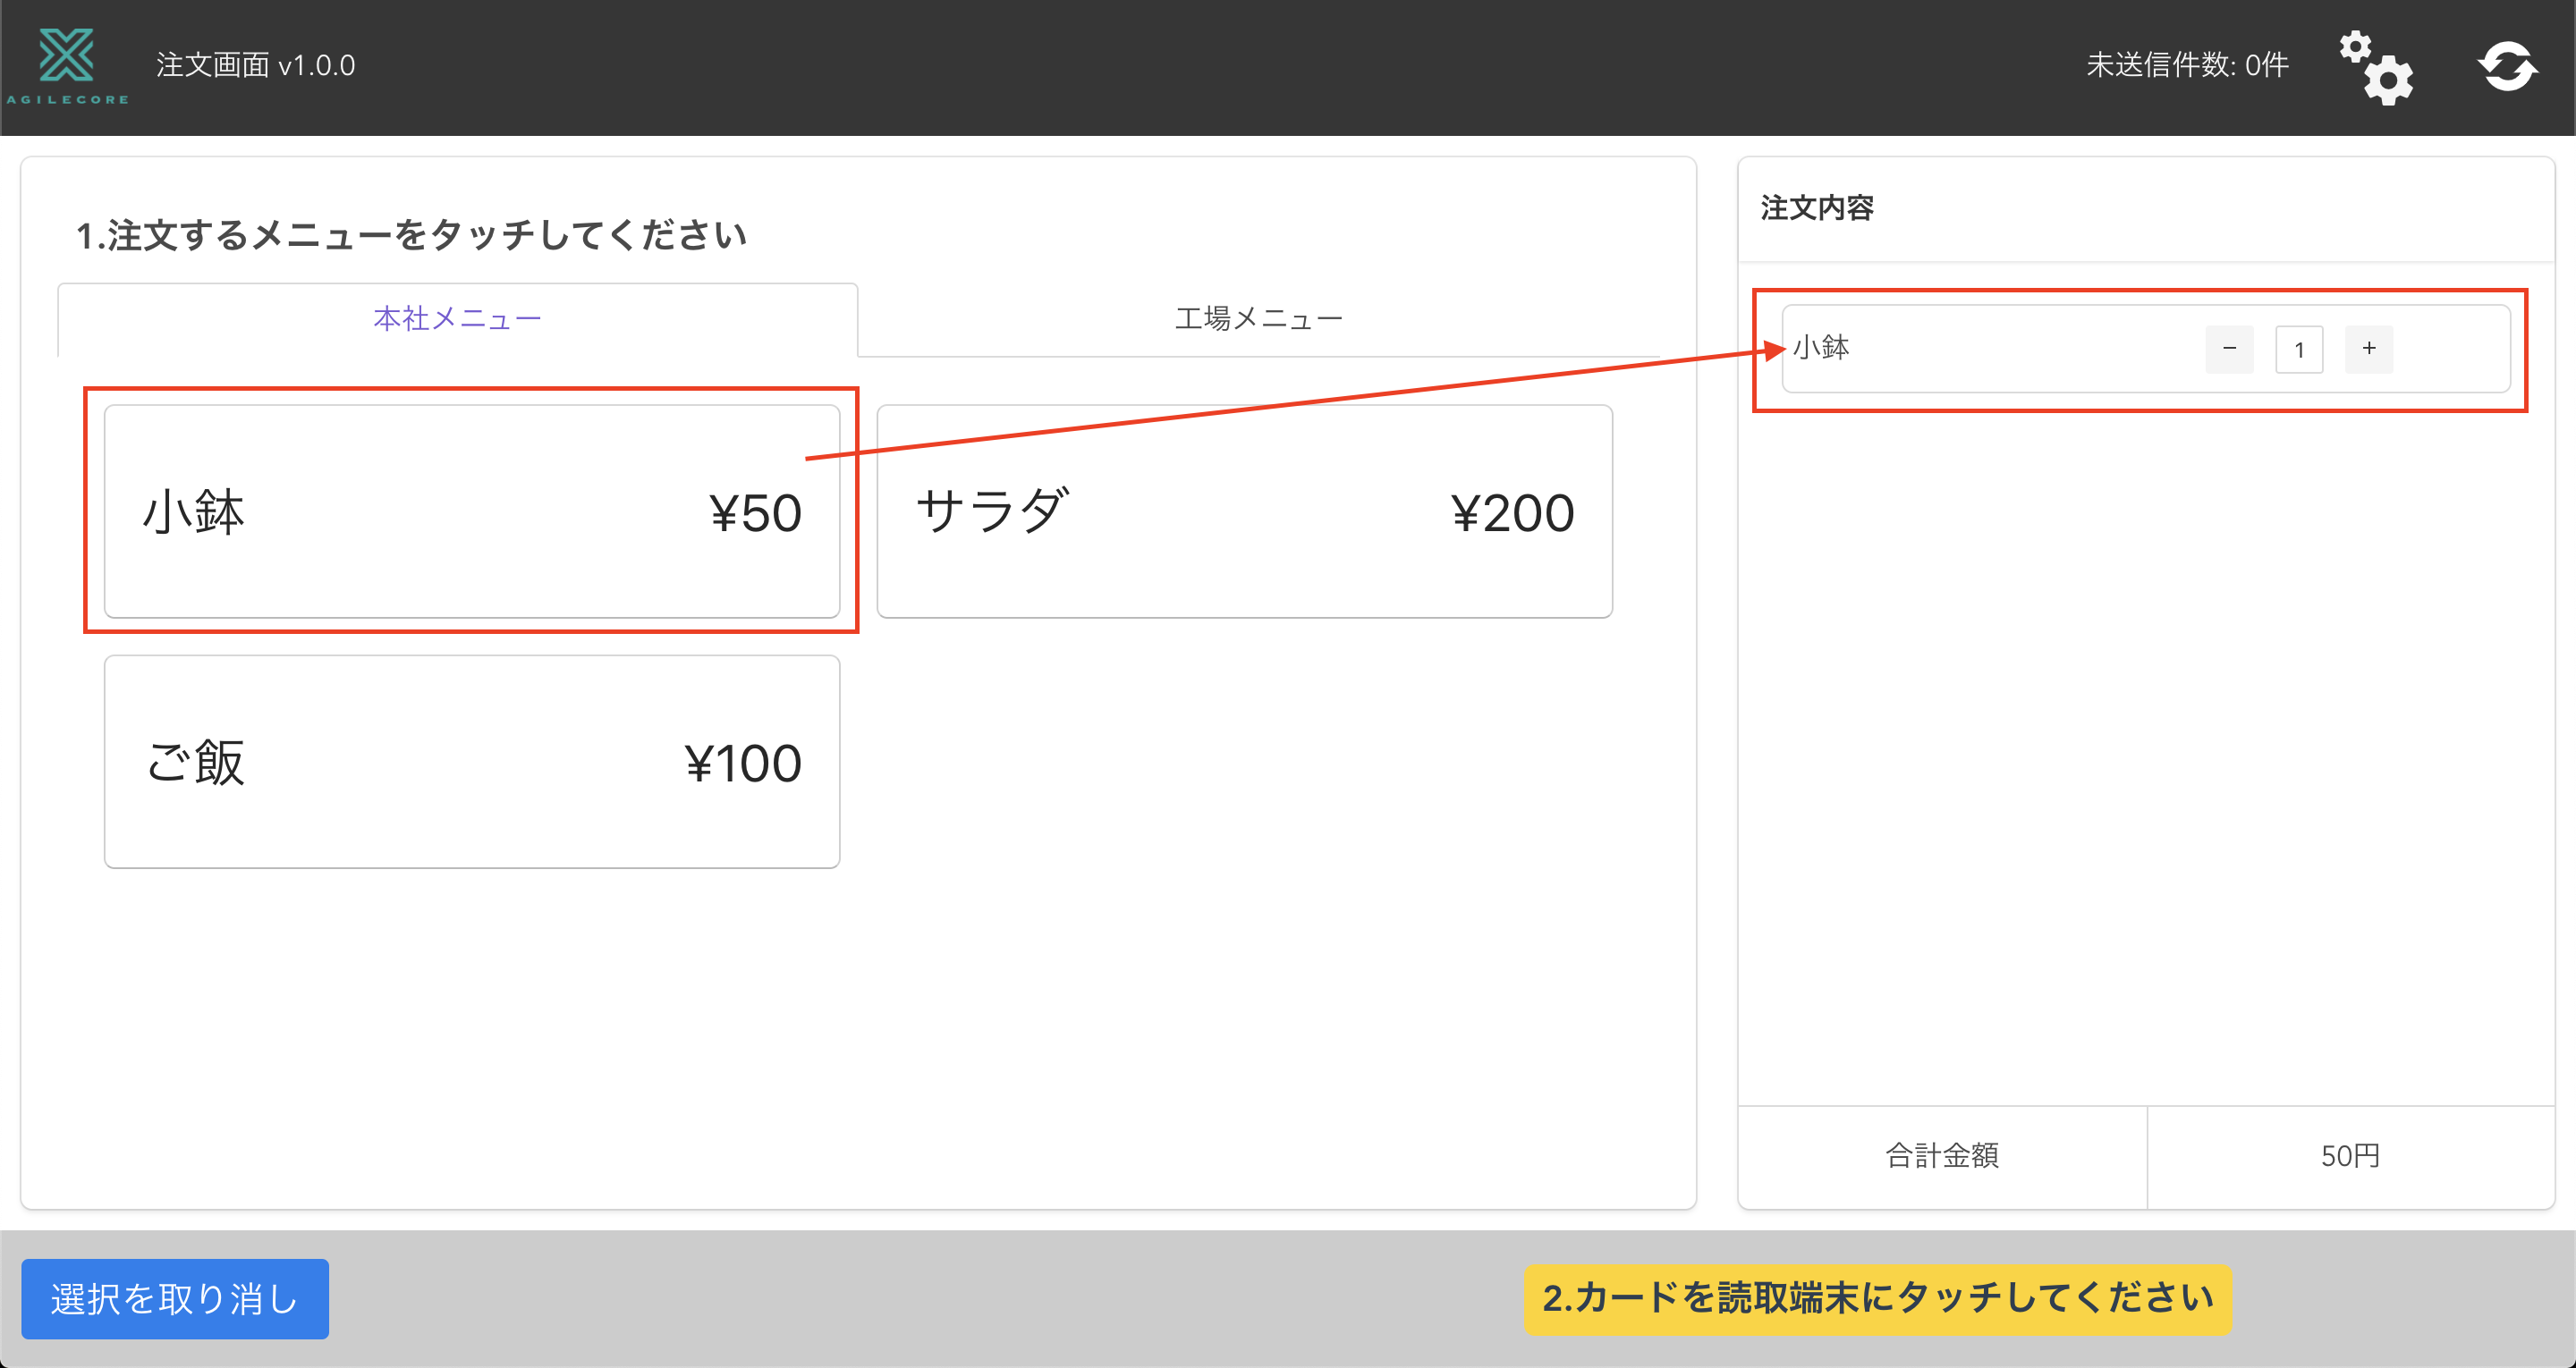 AGILECORE
注文画面 v1.0.0
未送信件数: 0件
1.注文するメニューをタッチしてください
本社メニュー
工場メニュー
小鉢 ¥50
サラダ ¥200
ご飯 ¥100
注文内容
小鉢 − 1 +
合計金額 50円
選択を取り消し
2.カードを読取端末にタッチしてください